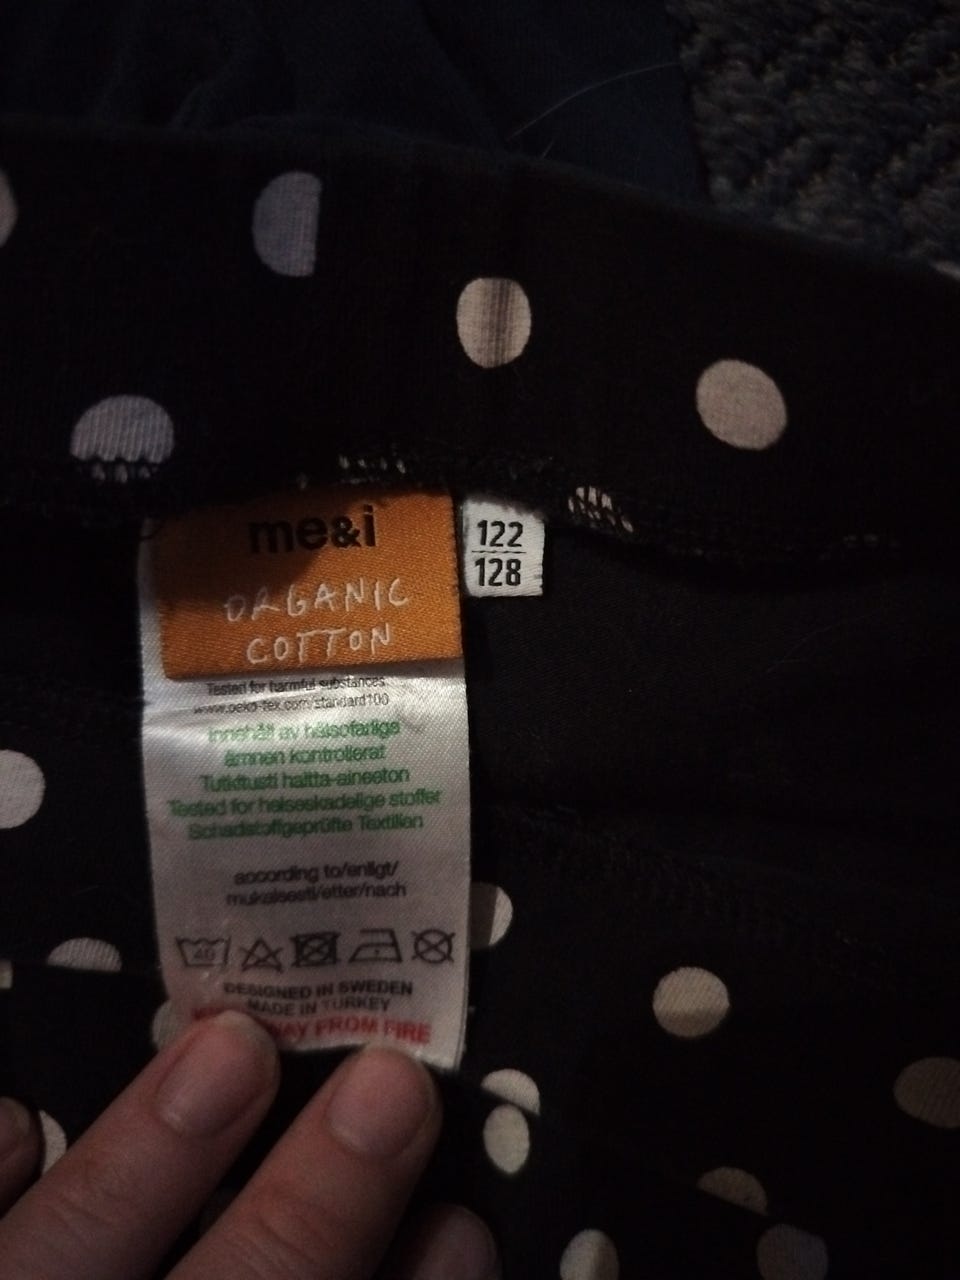 me&i
ORGANIC
COTTON
122
128
Tested for harmful substances
www.oeko-tex.com/standard100
Innehåll av hälsofarliga
ämnen kontrollerat
Tutkittusti haitta-aineeton
Tested for helseskadelige stoffer
Schadstoffgeprüfte Textilien
according to/enligt/
mukaisesti/etter/nach
40
DESIGNED IN SWEDEN
MADE IN TURKEY
AWAY FROM FIRE